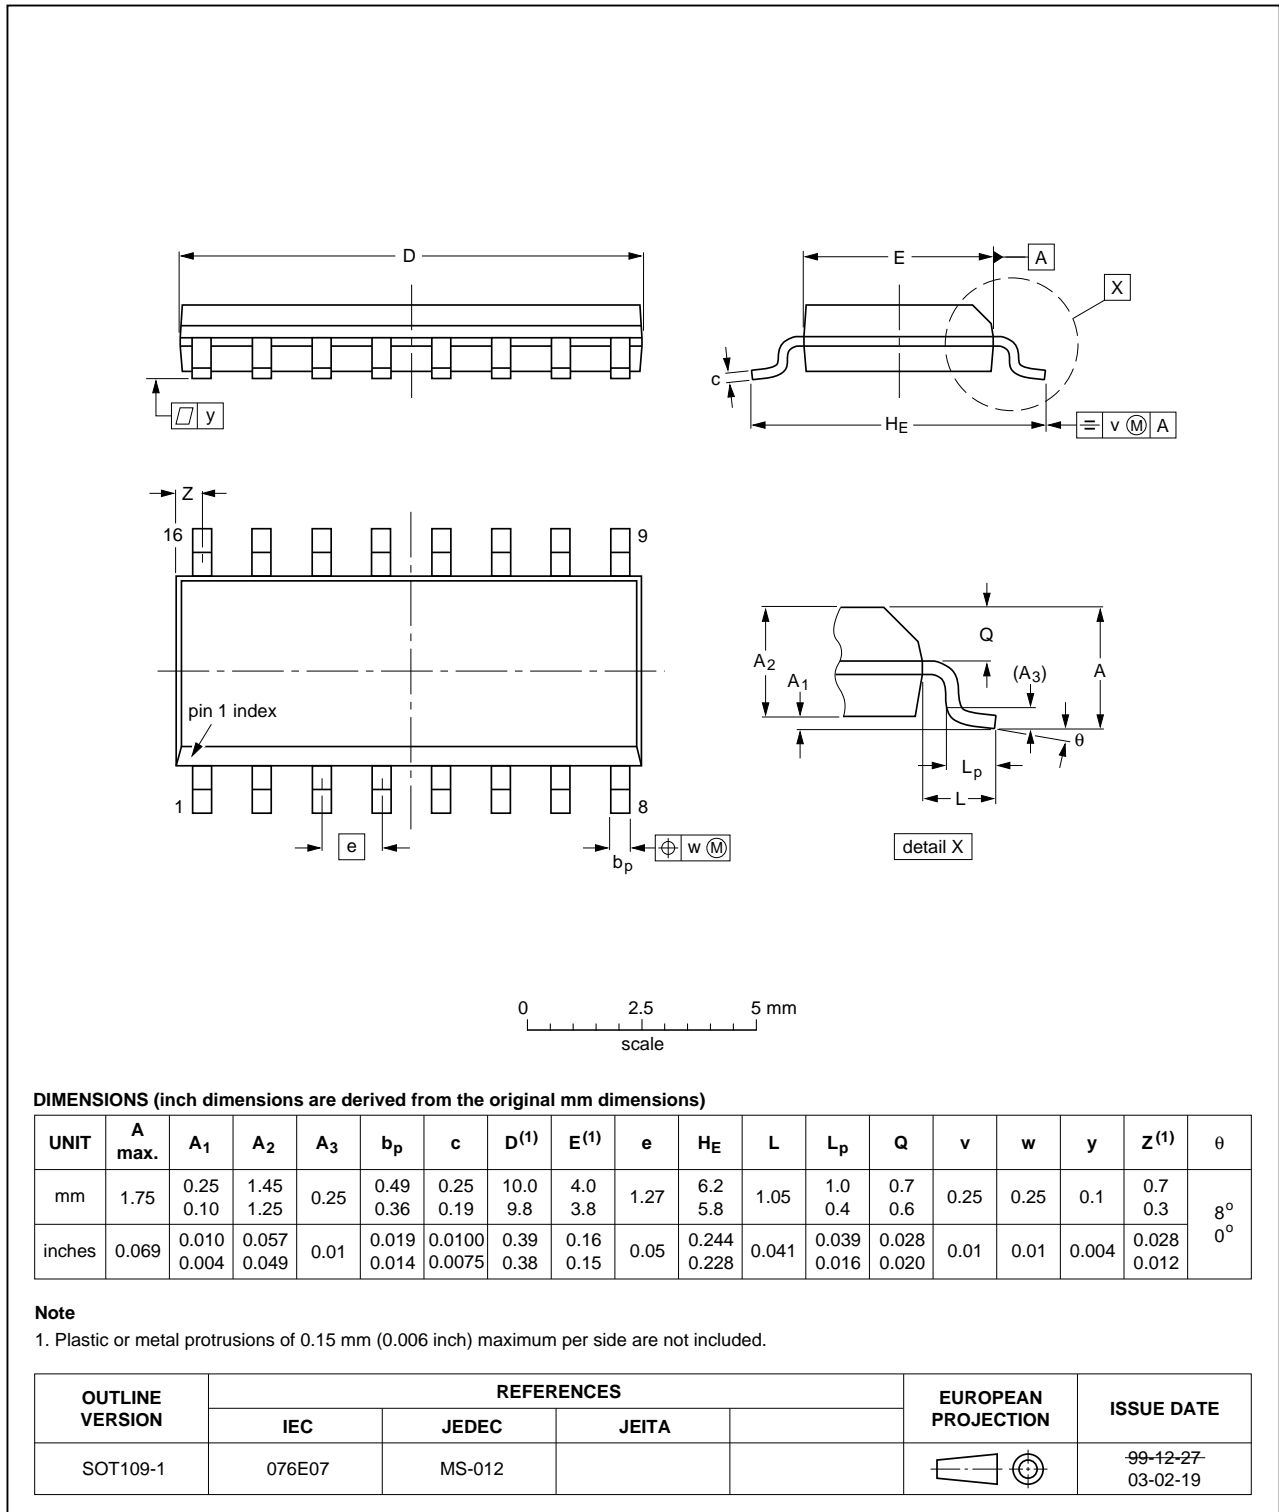 D
E
A
X
c
y
HE
v M A
Z
16
9
pin 1 index
1
8
e
bp
w M
A2
A1
Q
(A3)
A
θ
Lp
L
detail X
0 2.5 5 mm
scale
DIMENSIONS (inch dimensions are derived from the original mm dimensions)
UNIT A max. A1 A2 A3 bp c D(1) E(1) e HE L Lp Q v w y Z(1) θ
mm 1.75 0.25 0.10 1.45 1.25 0.25 0.49 0.36 0.25 0.19 10.0 9.8 4.0 3.8 1.27 6.2 5.8 1.05 1.0 0.4 0.7 0.6 0.25 0.25 0.1 0.7 0.3 8° 0°
inches 0.069 0.010 0.004 0.057 0.049 0.01 0.019 0.014 0.0100 0.0075 0.39 0.38 0.16 0.15 0.05 0.244 0.228 0.041 0.039 0.016 0.028 0.020 0.01 0.01 0.004 0.028 0.012
Note
1. Plastic or metal protrusions of 0.15 mm (0.006 inch) maximum per side are not included.
OUTLINE VERSION REFERENCES EUROPEAN PROJECTION ISSUE DATE
IEC JEDEC JEITA
SOT109-1 076E07 MS-012 99-12-27
03-02-19